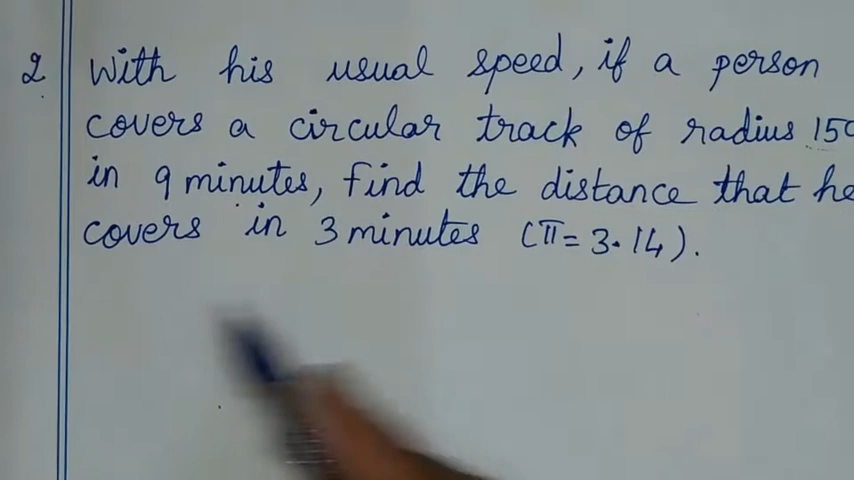 2 With his usual speed, if a person
covers a circular track of radius 150
in 9 minutes, find the distance that he
covers in 3 minutes (π = 3.14).